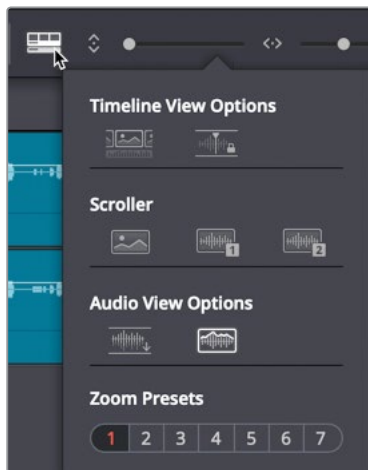 Timeline View Options
Scroller
1 2
Audio View Options
Zoom Presets
1 2 3 4 5 6 7